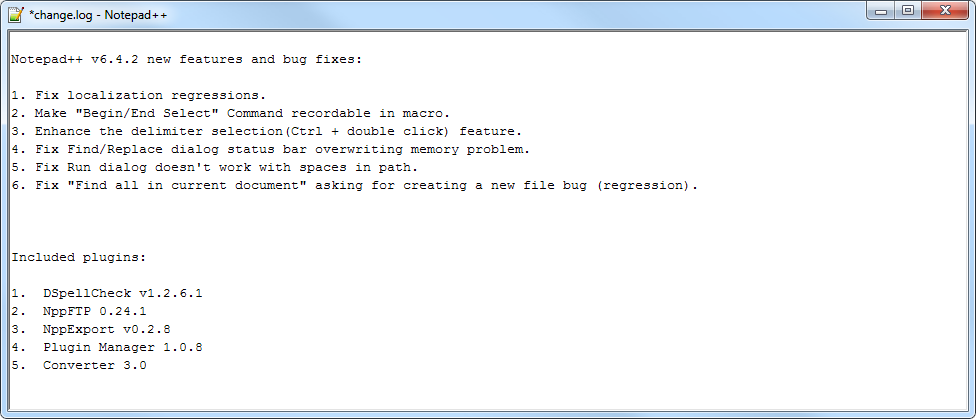 *change.log - Notepad++
Notepad++ v6.4.2 new features and bug fixes:
1. Fix localization regressions.
2. Make "Begin/End Select" Command recordable in macro.
3. Enhance the delimiter selection(Ctrl + double click) feature.
4. Fix Find/Replace dialog status bar overwriting memory problem.
5. Fix Run dialog doesn't work with spaces in path.
6. Fix "Find all in current document" asking for creating a new file bug (regression).
Included plugins:
1.  DSpellCheck v1.2.6.1
2.  NppFTP 0.24.1
3.  NppExport v0.2.8
4.  Plugin Manager 1.0.8
5.  Converter 3.0